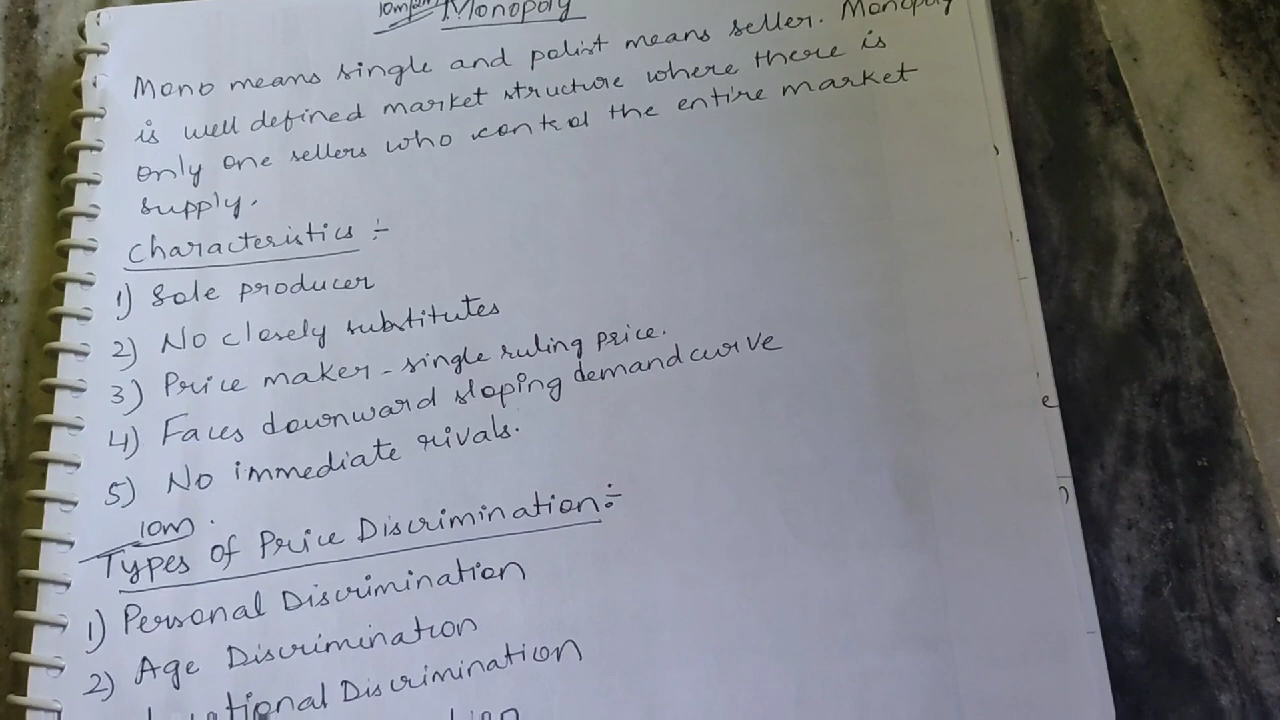 Monopoly
Mono means single and polist means seller. Monopoly
is well defined market structure where there is
only one sellers who control the entire market
supply.
Characteristics :-
1) Sole producer
2) No closely substitutes
3) Price maker - single ruling price.
4) Faces downward sloping demand curve
5) No immediate rivals.
10m.
Types of Price Discrimination :-
1) Personal Discrimination
2) Age Discrimination
Discrimination